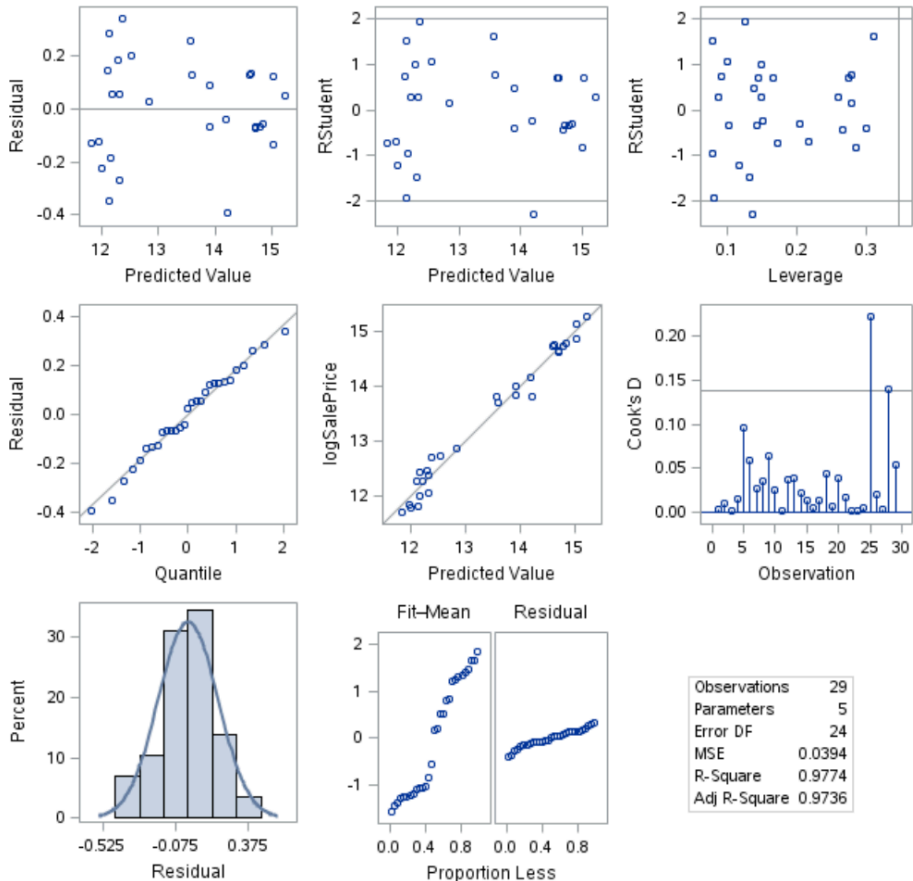 0.2
0.0
-0.2
-0.4
Residual
12 13 14 15
Predicted Value
2
1
0
-1
-2
RStudent
12 13 14 15
Predicted Value
2
1
0
-1
-2
RStudent
0.1 0.2 0.3
Leverage
0.4
0.2
0.0
-0.2
-0.4
Residual
-2 -1 0 1 2
Quantile
15
14
13
12
logSalePrice
12 13 14 15
Predicted Value
0.20
0.15
0.10
0.05
0.00
Cook's D
0 5 10 15 20 25 30
Observation
30
20
10
0
Percent
-0.525 -0.075 0.375
Residual
Fit–Mean Residual
2
1
0
-1
0.0 0.4 0.8 0.0 0.4 0.8
Proportion Less
Observations 29
Parameters 5
Error DF 24
MSE 0.0394
R-Square 0.9774
Adj R-Square 0.9736